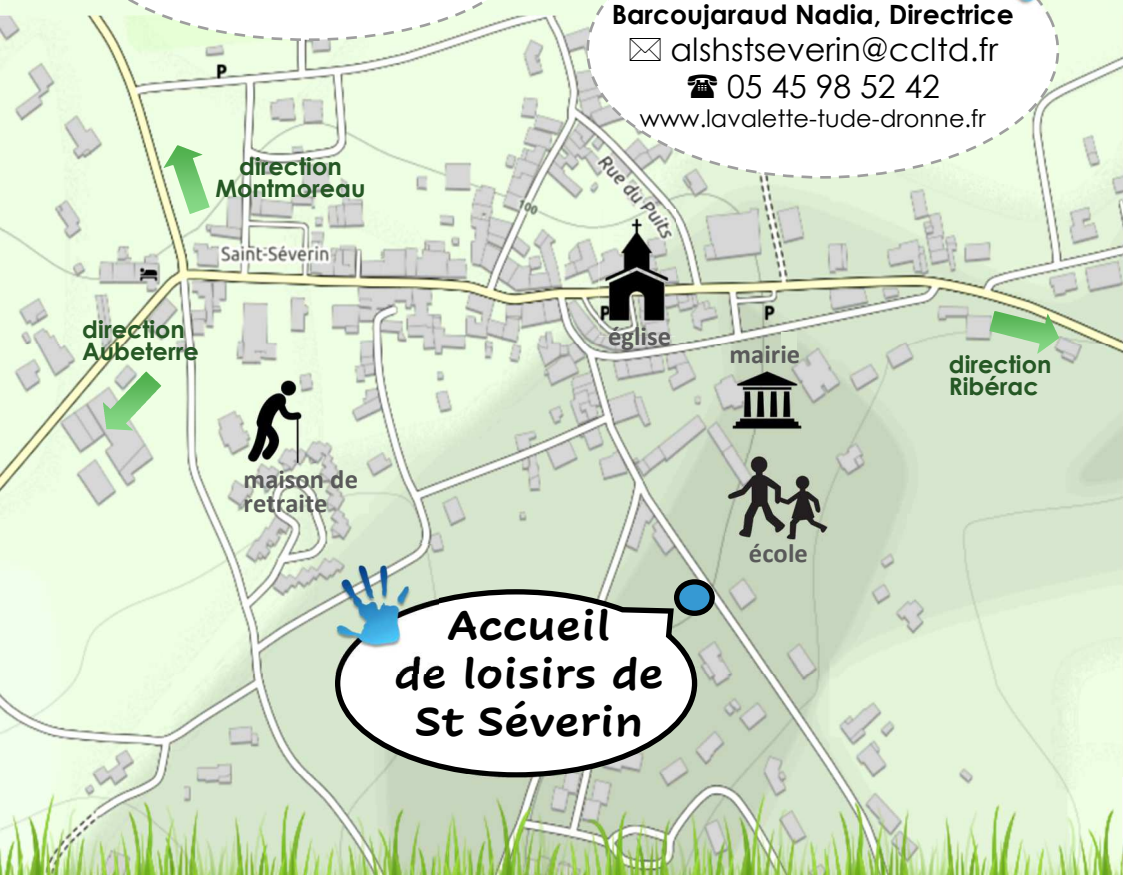 Barcoujaraud Nadia, Directrice
✉ alshstseverin@ccltd.fr
☎ 05 45 98 52 42
www.lavalette-tude-dronne.fr
P
direction
Montmoreau
Rue du Puits
100
Saint-Séverin
direction
Aubeterre
P
église
P
mairie
direction
Ribérac
maison de
retraite
école
Accueil
de loisirs de
St Séverin